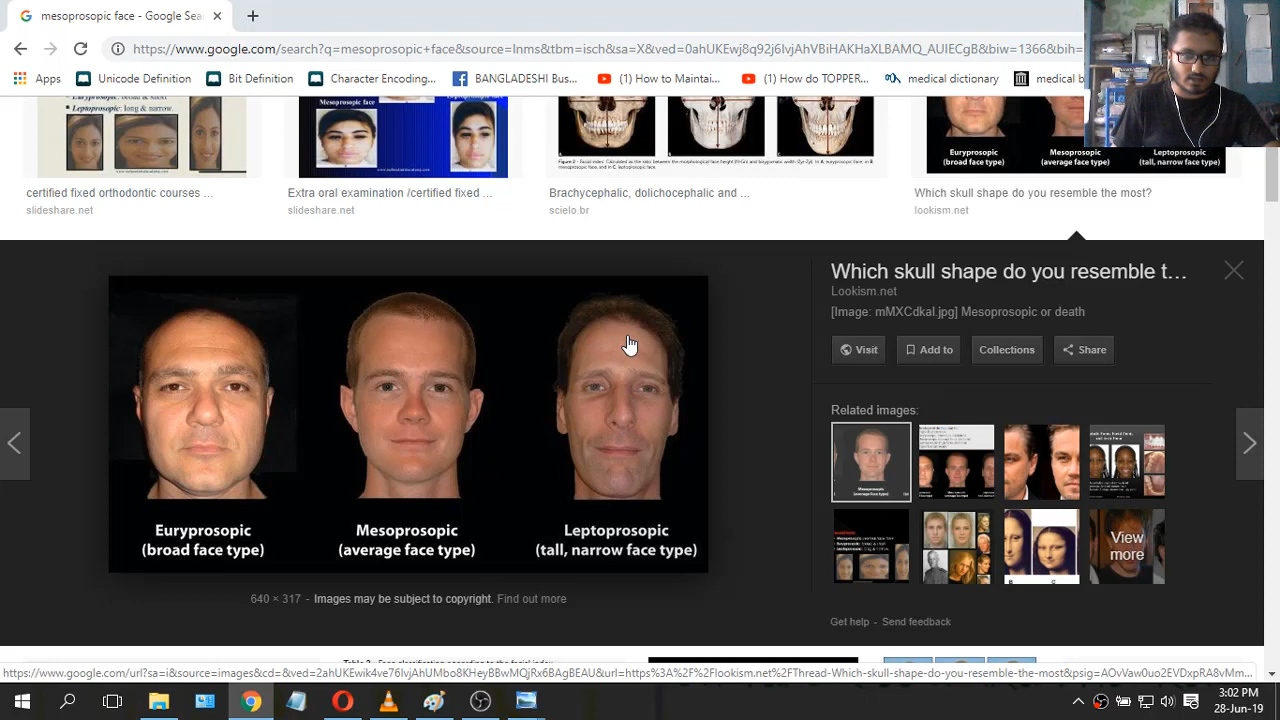 mesoprosopic face - Google Sea
https://www.google.com/search?q=mesoprosopic+face&source=lnms&tbm=isch&sa=X&ved=0ahUKEwj8q92j6IvjAhVBiHAKHaXLBAMQ_AUIECgB&biw=1366&bih=
Apps
Unicode Definition
Bit Definition
Character Encoding
BANGLADESHI Bus...
(1) How to Maintai...
(1) How do TOPPER...
medical dictionary
medical b
Leptoprosopic: long & narrow.
Mesoprosopic face
Euryprosopic
(broad face type)
Mesoprosopic
(average face type)
Leptoprosopic
(tall, narrow face type)
certified fixed orthodontic courses ...
slideshare.net
Extra oral examination /certified fixed ...
slideshare.net
Brachycephalic, dolichocephalic and ...
scielo.br
Which skull shape do you resemble the most?
lookism.net
Which skull shape do you resemble t...
Lookism.net
[Image: mMXCdkal.jpg] Mesoprosopic or death
Visit
Add to
Collections
Share
Related images:
Euryprosopic
(broad face type)
Mesoprosopic
(average face type)
Leptoprosopic
(tall, narrow face type)
View
more
640 × 317 - Images may be subject to copyright. Find out more
Get help - Send feedback
3:02 PM
28-Jun-19